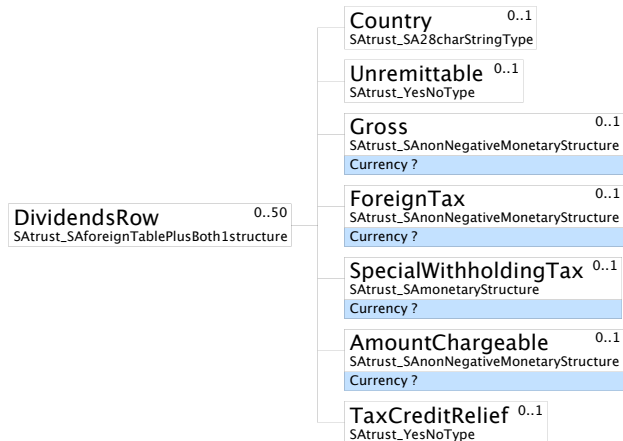 Country 0..1
SAtrust_SA28charStringType
Unremittable 0..1
SAtrust_YesNoType
Gross 0..1
SAtrust_SAnonNegativeMonetaryStructure
Currency ?
DividendsRow 0..50
SAtrust_SAforeignTablePlusBoth1structure
ForeignTax 0..1
SAtrust_SAnonNegativeMonetaryStructure
Currency ?
SpecialWithholdingTax 0..1
SAtrust_SAmonetaryStructure
Currency ?
AmountChargeable 0..1
SAtrust_SAnonNegativeMonetaryStructure
Currency ?
TaxCreditRelief 0..1
SAtrust_YesNoType